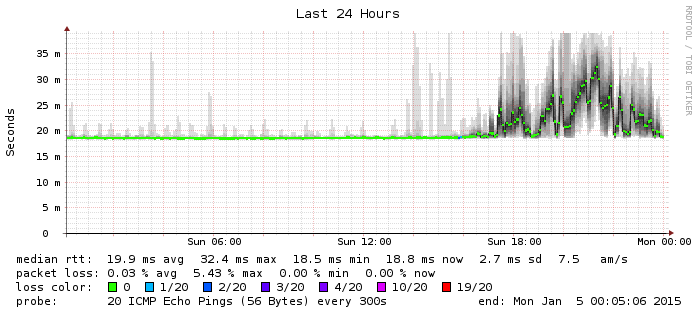 Last 24 Hours
RRDTOOL / TOBI OETIKER
Seconds
35 m
30 m
25 m
20 m
15 m
10 m
5 m
0
Sun 06:00 Sun 12:00 Sun 18:00 Mon 00:00
median rtt: 19.9 ms avg 32.4 ms max 18.5 ms min 18.8 ms now 2.7 ms sd 7.5 am/s
packet loss: 0.03 % avg 5.43 % max 0.00 % min 0.00 % now
loss color: 0 1/20 2/20 3/20 4/20 10/20 19/20
probe: 20 ICMP Echo Pings (56 Bytes) every 300s end: Mon Jan 5 00:05:06 2015